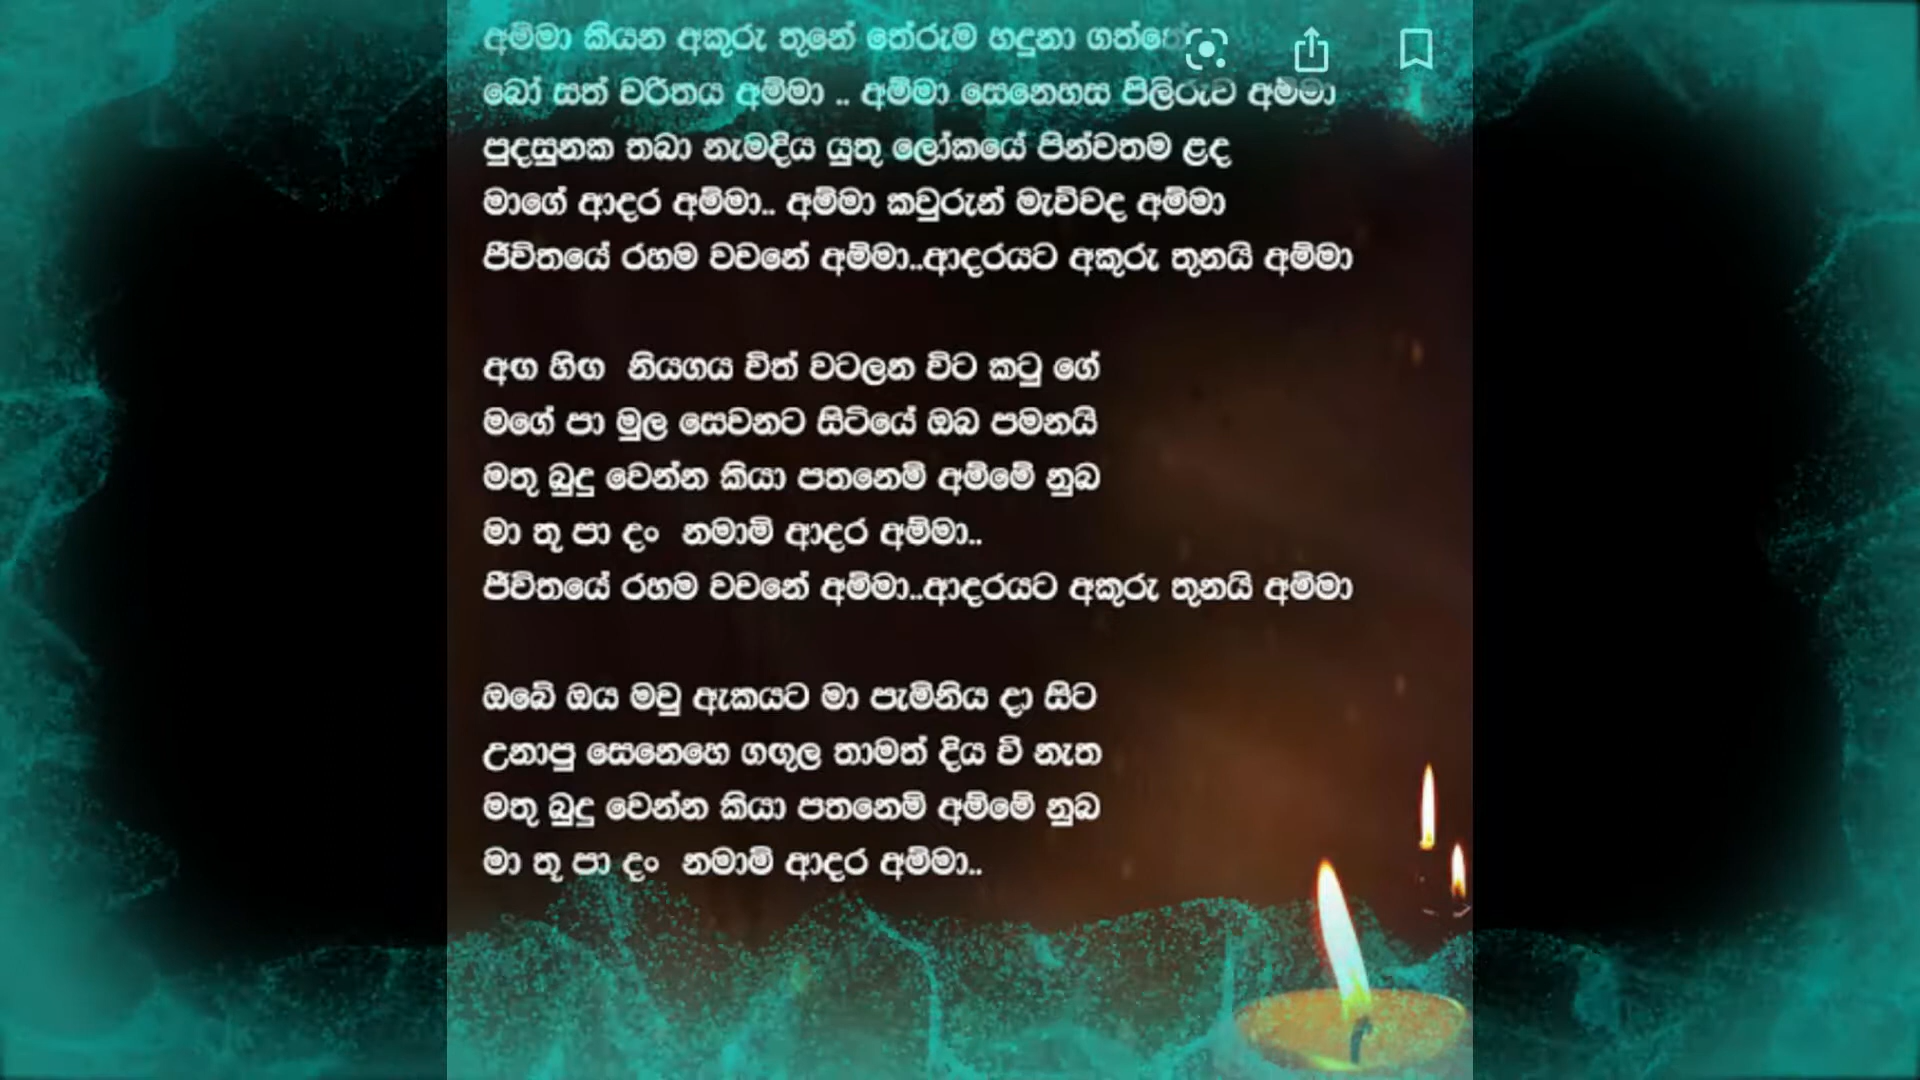 අම්මා කියන අකුරු තුනේ තේරුම හදුනා ගත්තේ
බෝ සත් චරිතය අම්මා .. අම්මා සෙනෙහස පිලිරුව අම්මා
පුදසුනක තබා නැමදිය යුතු ලෝකයේ පින්වතම ළද
මාගේ ආදර අම්මා.. අම්මා කවුරුන් මැව්වද අම්මා
ජීවිතයේ රහම වචනේ අම්මා..ආදරයට අකුරු තුනයි අම්මා
අඟ හිඟ නියගය විත් වටලන විට කටු ගේ
මගේ පා මුල සෙවනට සිටියේ ඔබ පමනයි
මතු බුදු වෙන්න කියා පතනෙමි අම්මේ නුබ
මා තූ පා දං නමාමි ආදර අම්මා..
ජීවිතයේ රහම වචනේ අම්මා..ආදරයට අකුරු තුනයි අම්මා
ඔබේ ඔය මවු ඇකයට මා පැමිනිය දා සිට
උනාපු සෙනෙහෙ ගඟුල තාමත් දිය වී නැත
මතු බුදු වෙන්න කියා පතනෙමි අම්මේ නුබ
මා තූ පා දං නමාමි ආදර අම්මා..